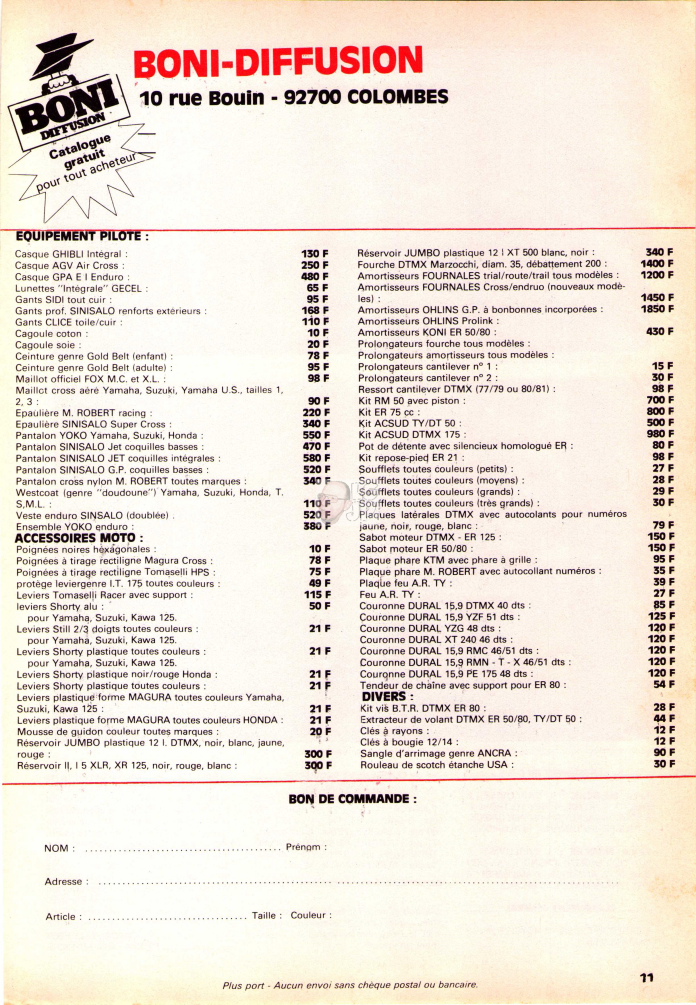 BONI
DIFFUSION
Catalogue
gratuit
pour tout acheteur
BONI-DIFFUSION
10 rue Bouin - 92700 COLOMBES
EQUIPEMENT PILOTE :
Casque GHIBLI Intégral : 130 F
Casque AGV Air Cross : 250 F
Casque GPA E I Enduro : 480 F
Lunettes "Intégrale" GECEL : 65 F
Gants SIDI tout cuir : 95 F
Gants prof. SINISALO renforts extérieurs : 168 F
Gants CLICE toile/cuir : 110 F
Cagoule coton : 10 F
Cagoule soie : 20 F
Ceinture genre Gold Belt (enfant) : 78 F
Ceinture genre Gold Belt (adulte) : 95 F
Maillot officiel FOX M.C. et X.L. : 98 F
Maillot cross aéré Yamaha, Suzuki, Yamaha U.S., tailles 1,
2, 3 : 90 F
Epaulière M. ROBERT racing : 220 F
Epaulière SINISALO Super Cross : 340 F
Pantalon YOKO Yamaha, Suzuki, Honda : 550 F
Pantalon SINISALO Jet coquilles basses : 470 F
Pantalon SINISALO JET coquilles intégrales : 580 F
Pantalon SINISALO G.P. coquilles basses : 520 F
Pantalon cross nylon M. ROBERT toutes marques : 340 F
Westcoat (genre "doudoune") Yamaha, Suzuki, Honda, T.
S,M.L. : 110 F
Veste enduro SINSALO (doublée) . 520 F
Ensemble YOKO enduro : 380 F
ACCESSOIRES MOTO :
Poignées noires héxagonales : 10 F
Poignées à tirage rectiligne Magura Cross : 78 F
Poignées à tirage rectiligne Tomaselli HPS : 75 F
protège leviergenre I.T. 175 toutes couleurs : 49 F
Leviers Tomaselli Racer avec support : 115 F
leviers Shorty alu : 50 F
pour Yamaha, Suzuki, Kawa 125.
Leviers Still 2/3 doigts toutes couleurs : 21 F
pour Yamaha, Suzuki, Kawa 125.
Leviers Shorty plastique toutes couleurs : 21 F
pour Yamaha, Suzuki, Kawa 125.
Leviers Shorty plastique noir/rouge Honda : 21 F
Leviers Shorty plastique toutes couleurs : 21 F
Leviers plastique forme MAGURA toutes couleurs Yamaha,
Suzuki, Kawa 125 : 21 F
Leviers plastique forme MAGURA toutes couleurs HONDA : 21 F
Mousse de guidon couleur toutes marques : 20 F
Réservoir JUMBO plastique 12 l. DTMX, noir, blanc, jaune,
rouge : 300 F
Réservoir II, I 5 XLR, XR 125, noir, rouge, blanc : 300 F
Réservoir JUMBO plastique 12 l XT 500 blanc, noir : 340 F
Fourche DTMX Marzocchi, diam. 35, débattement 200 : 1400 F
Amortisseurs FOURNALES trial/route/trail tous modèles : 1200 F
Amortisseurs FOURNALES Cross/endruo (nouveaux modè-
les) : 1450 F
Amortisseurs OHLINS G.P. à bonbonnes incorporées : 1850 F
Amortisseurs OHLINS Prolink :
Amortisseurs KONI ER 50/80 : 430 F
Prolongateurs fourche tous modèles :
Prolongateurs amortisseurs tous modèles :
Prolongateurs cantilever n° 1 : 15 F
Prolongateurs cantilever n° 2 : 30 F
Ressort cantilever DTMX (77/79 ou 80/81) : 98 F
Kit RM 50 avec piston : 700 F
Kit ER 75 cc : 800 F
Kit ACSUD TY/DT 50 : 500 F
Kit ACSUD DTMX 175 : 980 F
Pot de détente avec silencieux homologué ER : 80 F
Kit repose-pied ER 21 : 98 F
Soufflets toutes couleurs (petits) : 27 F
Soufflets toutes couleurs (moyens) : 28 F
Soufflets toutes couleurs (grands) : 29 F
Soufflets toutes couleurs (très grands) : 30 F
Plaques latérales DTMX avec autocolants pour numéros
jaune, noir, rouge, blanc : 79 F
Sabot moteur DTMX - ER 125 : 150 F
Sabot moteur ER 50/80 : 150 F
Plaque phare KTM avec phare à grille : 95 F
Plaque phare M. ROBERT avec autocollant numéros : 35 F
Plaque feu A.R. TY : 39 F
Feu A.R. TY : 27 F
Couronne DURAL 15,9 DTMX 40 dts : 85 F
Couronne DURAL 15,9 YZF 51 dts : 125 F
Couronne DURAL YZG 48 dts : 120 F
Couronne DURAL XT 240 46 dts : 120 F
Couronne DURAL 15,9 RMC 46/51 dts : 120 F
Couronne DURAL 15,9 RMN - T - X 46/51 dts : 120 F
Couronne DURAL 15,9 PE 175 48 dts : 120 F
Tendeur de chaîne avec support pour ER 80 : 54 F
DIVERS :
Kit vis B.T.R. DTMX ER 80 : 28 F
Extracteur de volant DTMX ER 50/80, TY/DT 50 : 44 F
Clés à rayons : 12 F
Clés à bougie 12/14 : 12 F
Sangle d'arrimage genre ANCRA : 90 F
Rouleau de scotch étanche USA : 30 F
BON DE COMMANDE :
NOM : ........................................ Prénom :
Adresse : ................................................................................
Article : ................................ Taille : Couleur :
Plus port - Aucun envoi sans chèque postal ou bancaire.
11